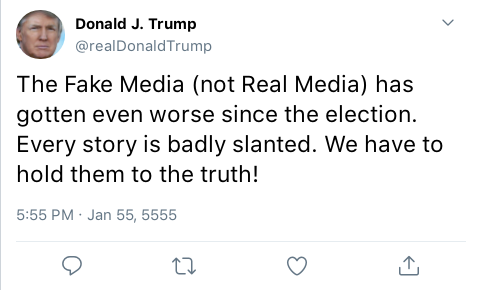 Donald J. Trump
@realDonaldTrump
The Fake Media (not Real Media) has
gotten even worse since the election.
Every story is badly slanted. We have to
hold them to the truth!
5:55 PM · Jan 55, 5555